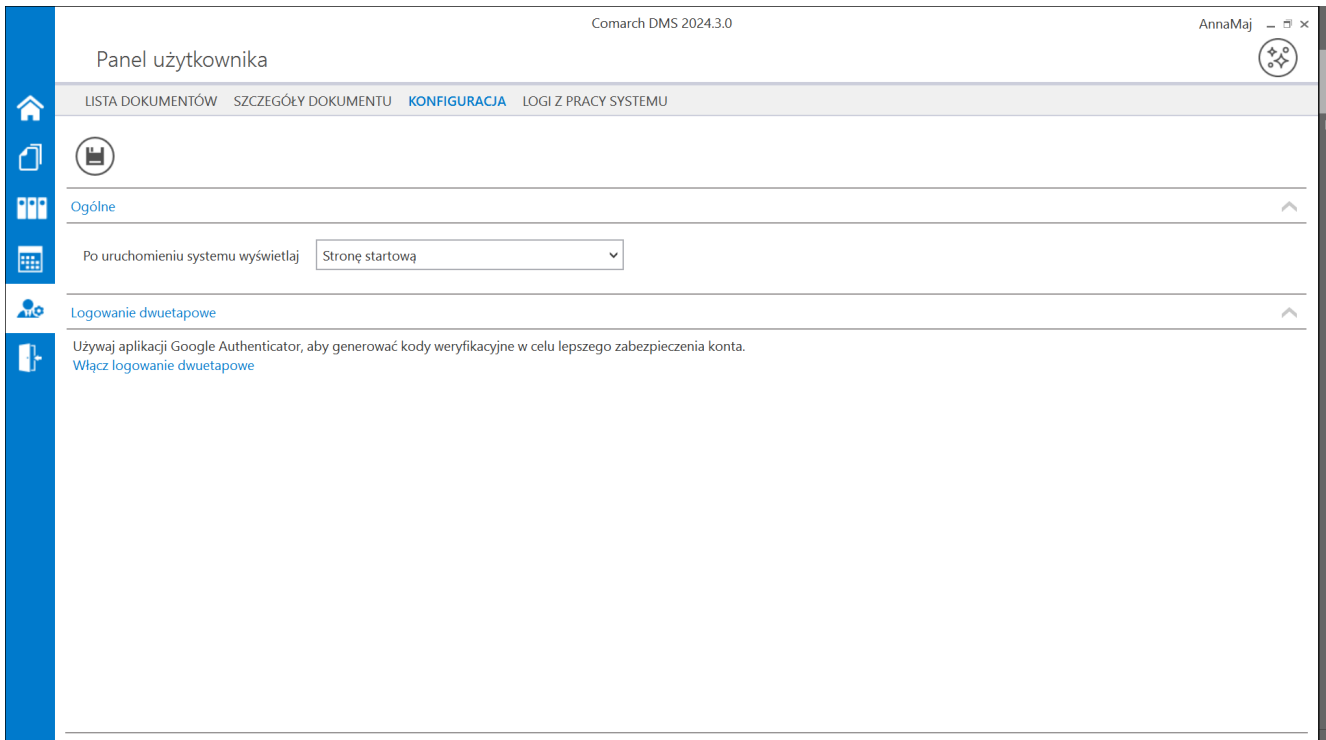 Comarch DMS 2024.3.0
AnnaMaj
Panel użytkownika
LISTA DOKUMENTÓW SZCZEGÓŁY DOKUMENTU KONFIGURACJA LOGI Z PRACY SYSTEMU
Ogólne
Po uruchomieniu systemu wyświetlaj Stronę startową
Logowanie dwuetapowe
Używaj aplikacji Google Authenticator, aby generować kody weryfikacyjne w celu lepszego zabezpieczenia konta.
Włącz logowanie dwuetapowe